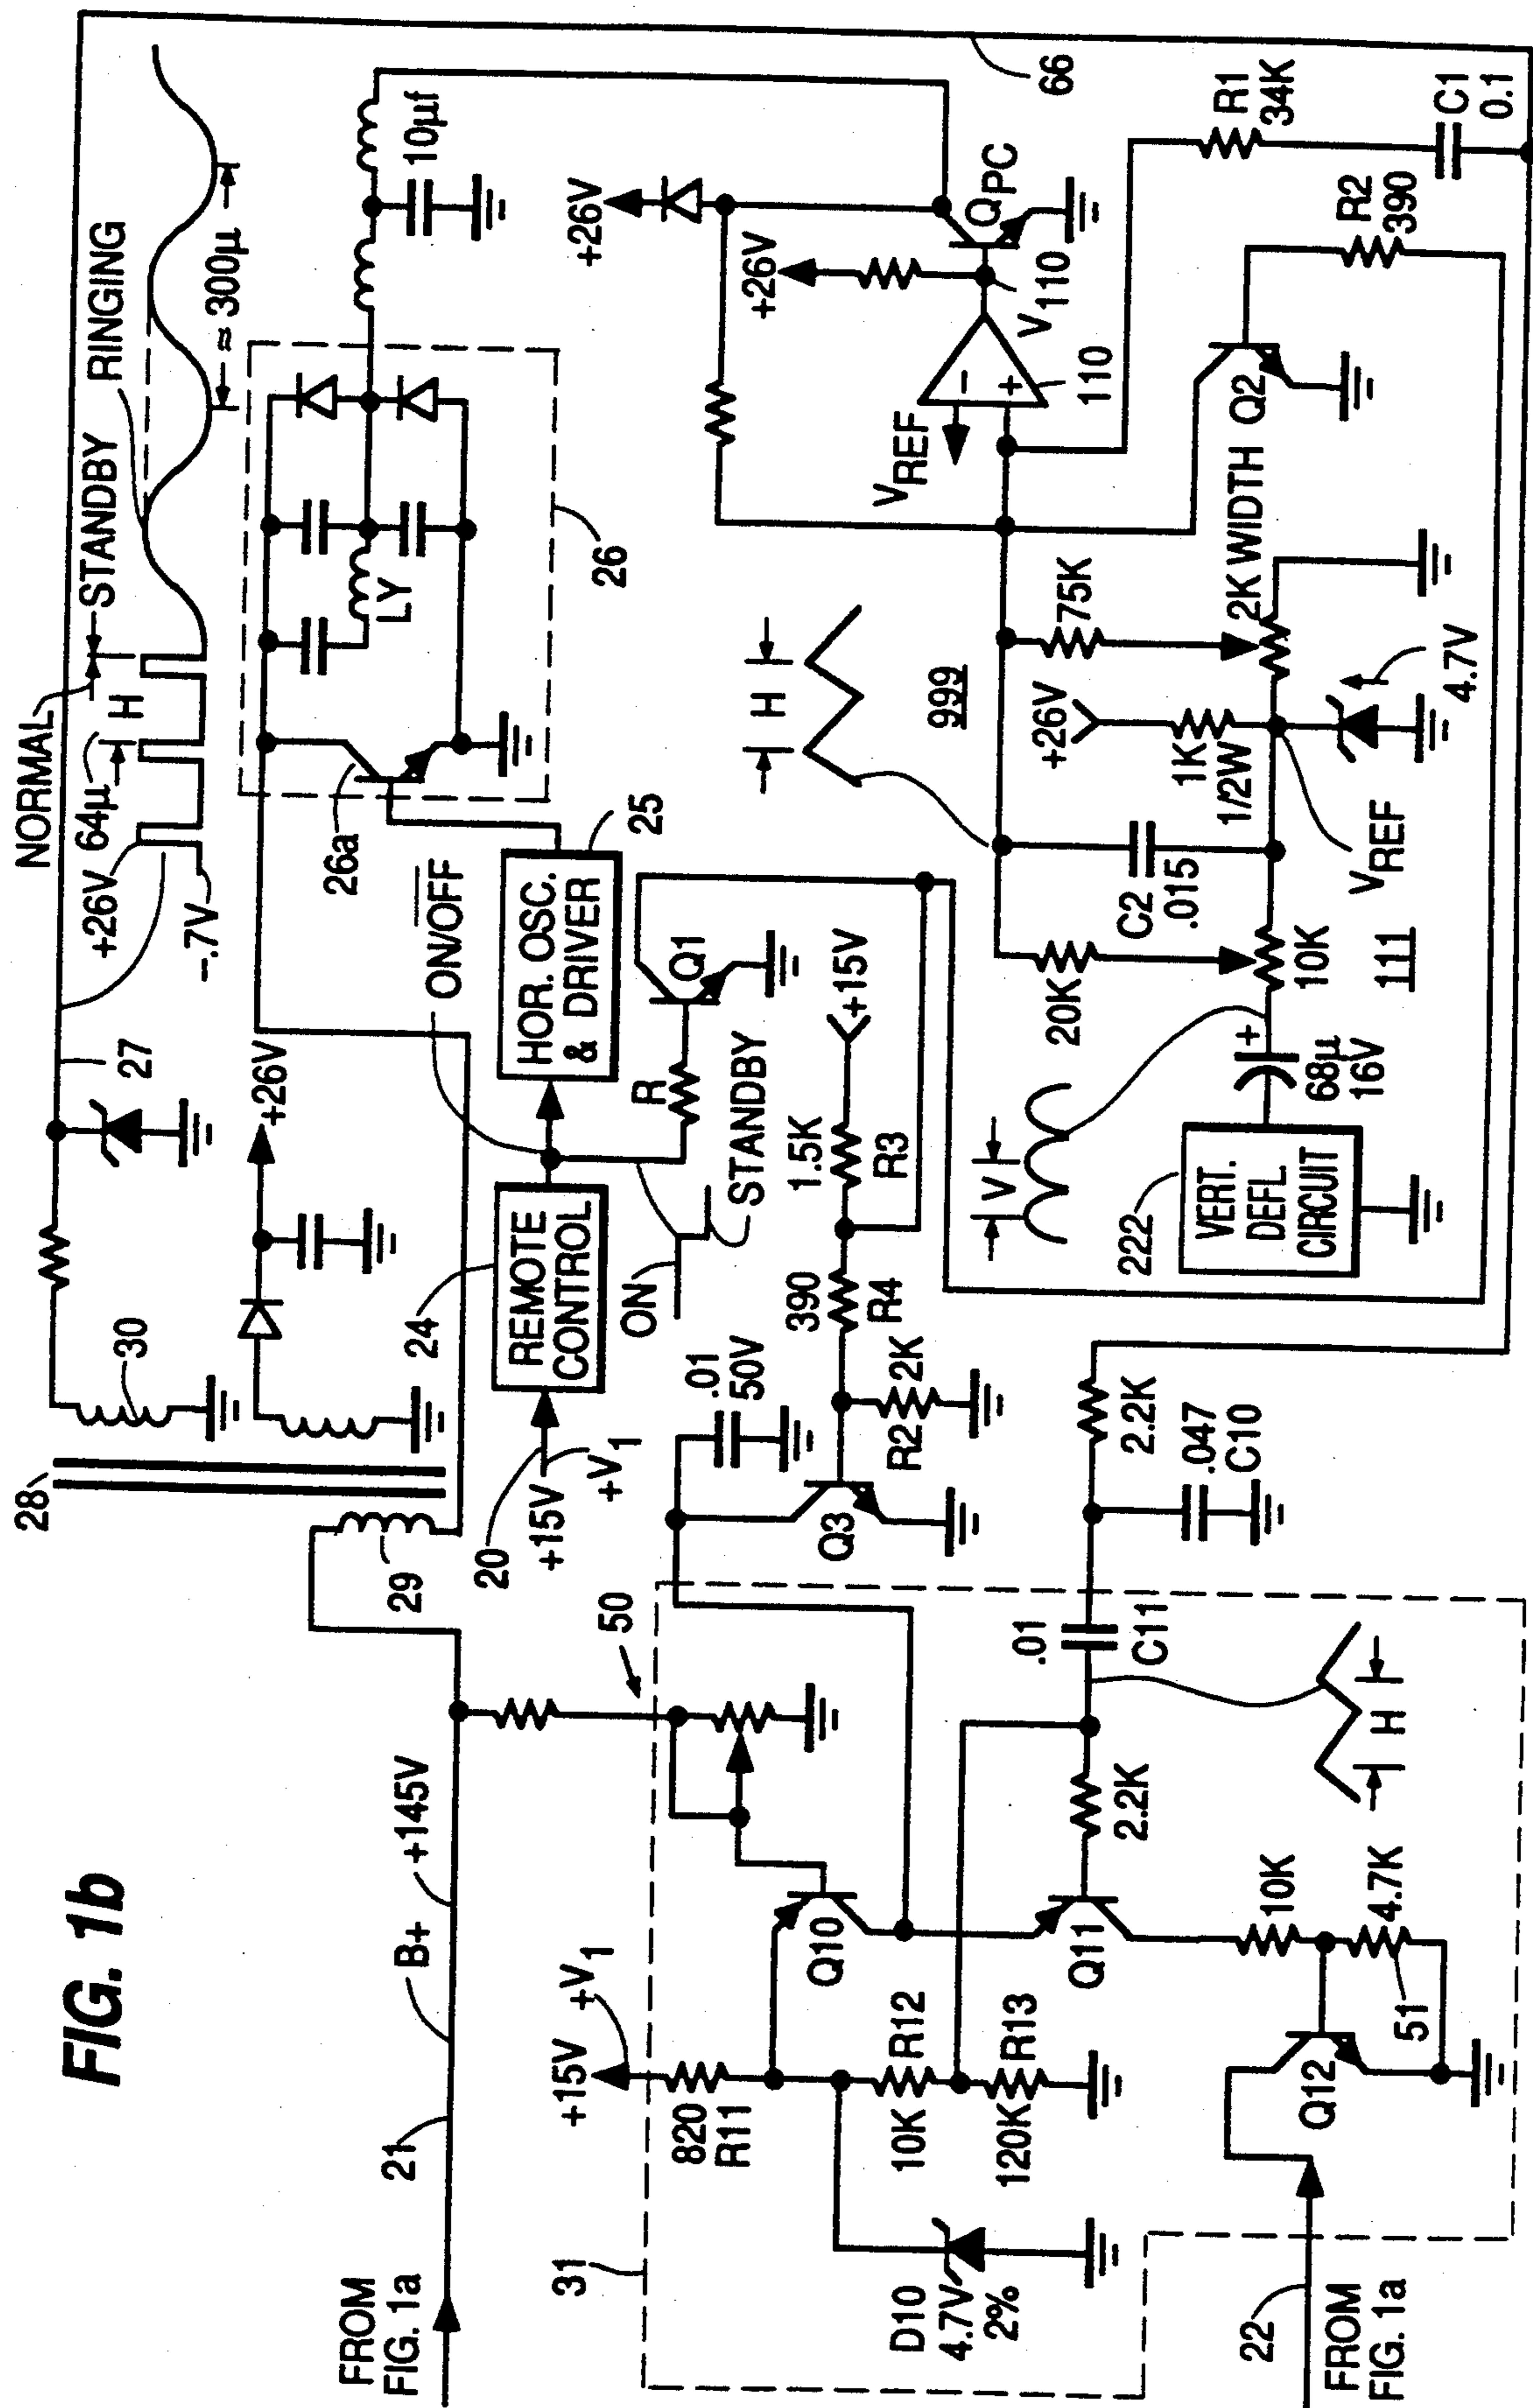 FIG. 1b
NORMAL
STANDBY
RINGING
+26V
64µ
H
-.7V
≈ 300µ
27
28
30
+26V
10µf
66
LY
26
26a
29
+26V
+26V
QPC
V110
VREF
110
R1
34K
C1
0.1
R2
390
Q2
ON/OFF
25
HOR. OSC.
& DRIVER
24
REMOTE
CONTROL
20
+15V
+V1
ON
STANDBY
R
Q1
+15V
1.5K
R3
390
R4
R2
2K
.01
50V
Q3
H
999
75K
2K WIDTH
+26V
1K
1/2W
4.7V
VREF
C2
.015
20K
10K
111
68µ
16V
+
V
222
VERT.
DEFL.
CIRCUIT
2.2K
.047
C10
FROM
FIG. 1a
21
B+
+145V
50
31
+15V
+V1
820
R11
Q10
10K
R12
120K
R13
D10
4.7V
2%
2.2K
.01
C11
H
Q11
10K
4.7K
51
Q12
22
FROM
FIG. 1a